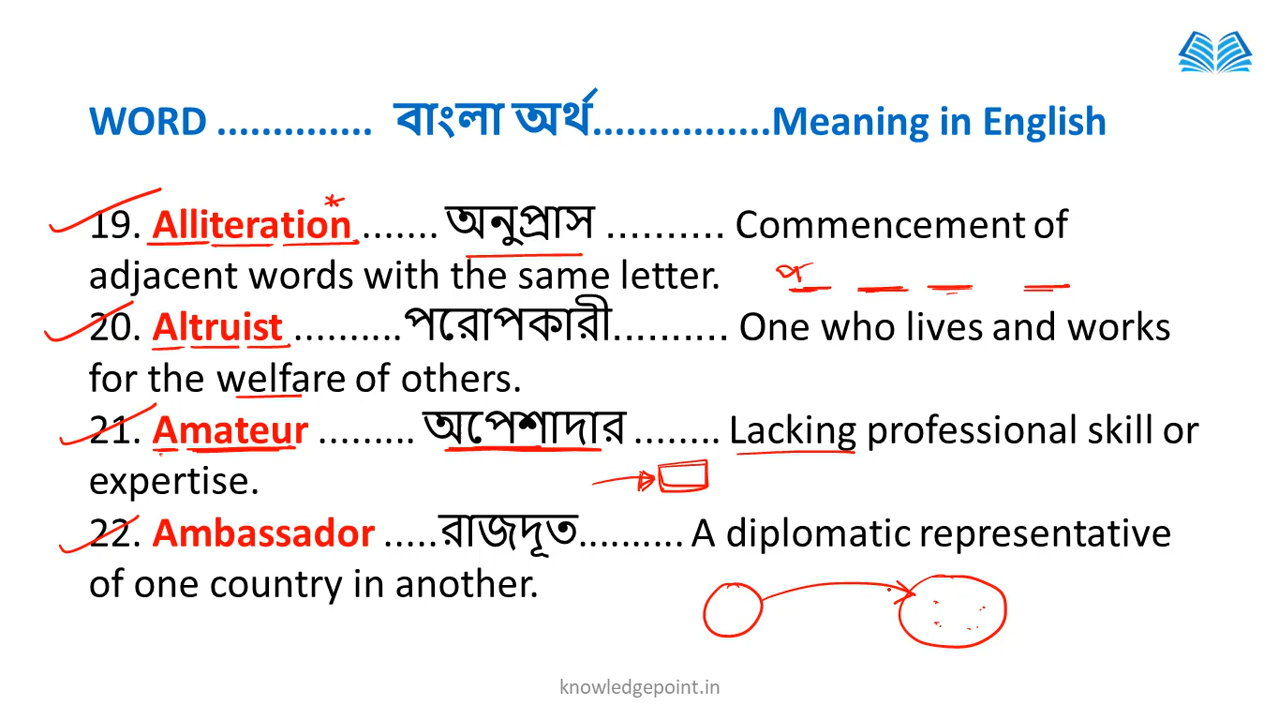 WORD .............. বাংলা অর্থ................Meaning in English
19. Alliteration ....... অনুপ্রাস .......... Commencement of
adjacent words with the same letter.
20. Altruist ..........পরোপকারী.......... One who lives and works
for the welfare of others.
21. Amateur ......... অপেশাদার ........ Lacking professional skill or
expertise.
22. Ambassador .....রাজদূত.......... A diplomatic representative
of one country in another.
knowledgepoint.in